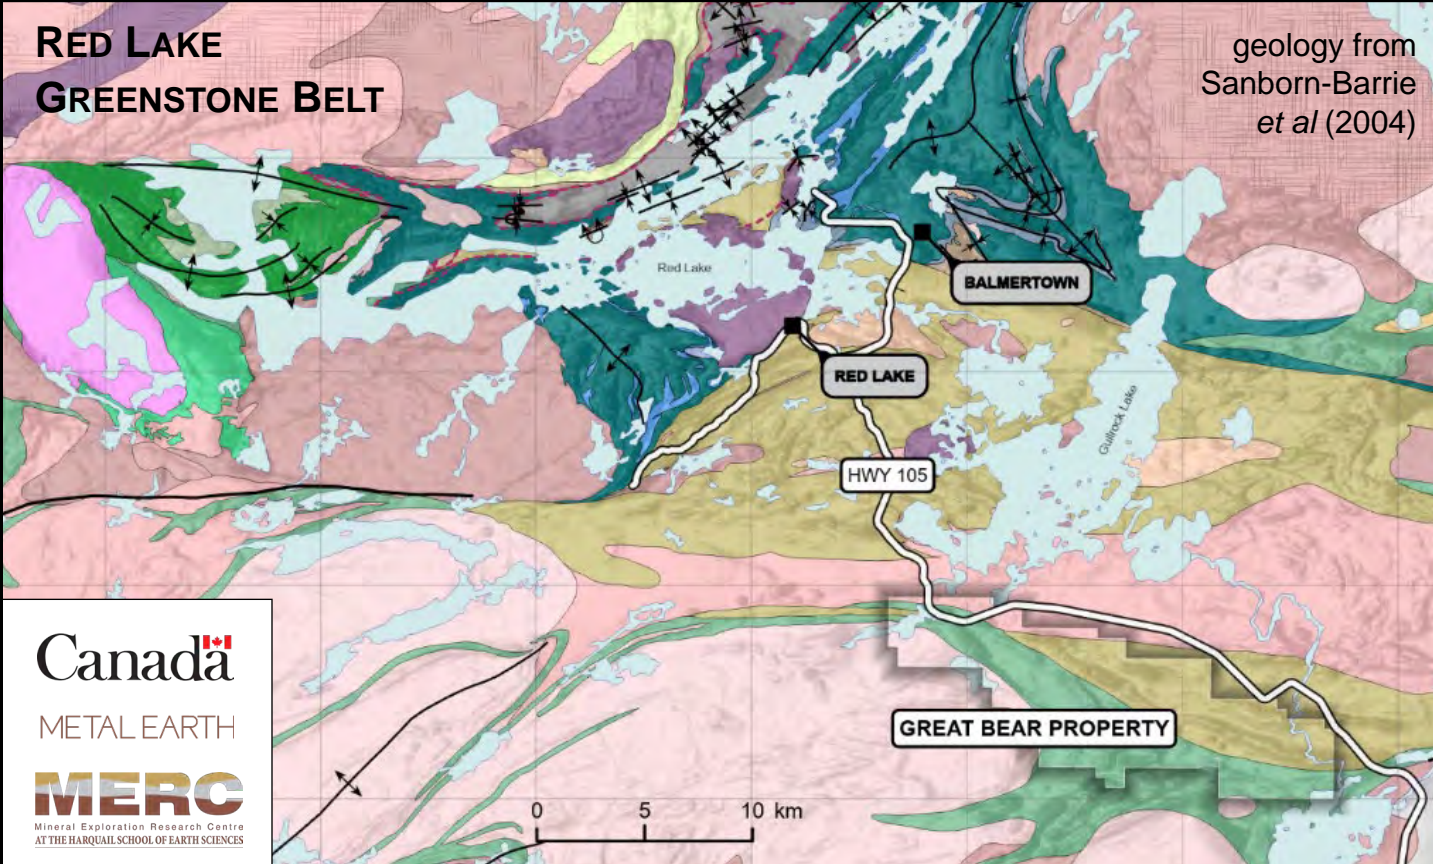 RED LAKE
GREENSTONE BELT
geology from
Sanborn-Barrie
et al (2004)
Red Lake
BALMERTOWN
RED LAKE
Gullrock Lake
HWY 105
GREAT BEAR PROPERTY
0 5 10 km
Canada
METAL EARTH
MERC
Mineral Exploration Research Centre
AT THE HARQUAIL SCHOOL OF EARTH SCIENCES